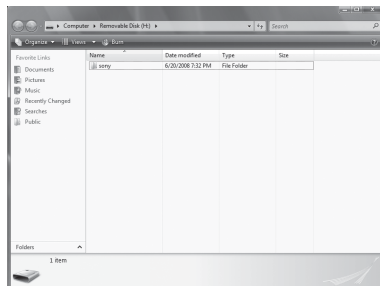 Computer ▸ Removable Disk (H:) ▸ Search
Organize Views Burn
Favorite Links
Documents
Pictures
Music
Recently Changed
Searches
Public
Folders
Name Date modified Type Size
sony 6/20/2008 7:32 PM File Folder
1 item